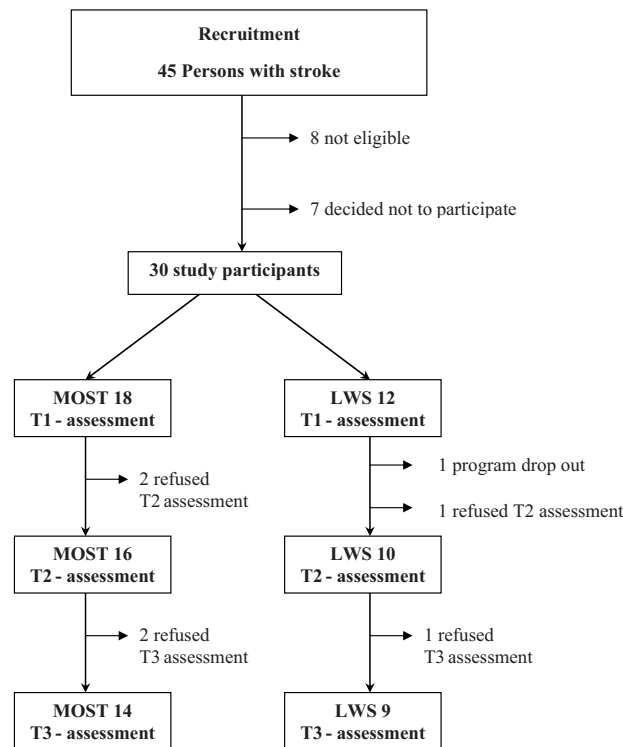 Recruitment
45 Persons with stroke
8 not eligible
7 decided not to participate
30 study participants
MOST 18
T1 - assessment
LWS 12
T1 - assessment
2 refused
T2 assessment
1 program drop out
1 refused T2 assessment
MOST 16
T2 - assessment
LWS 10
T2 - assessment
2 refused
T3 assessment
1 refused
T3 assessment
MOST 14
T3 - assessment
LWS 9
T3 - assessment